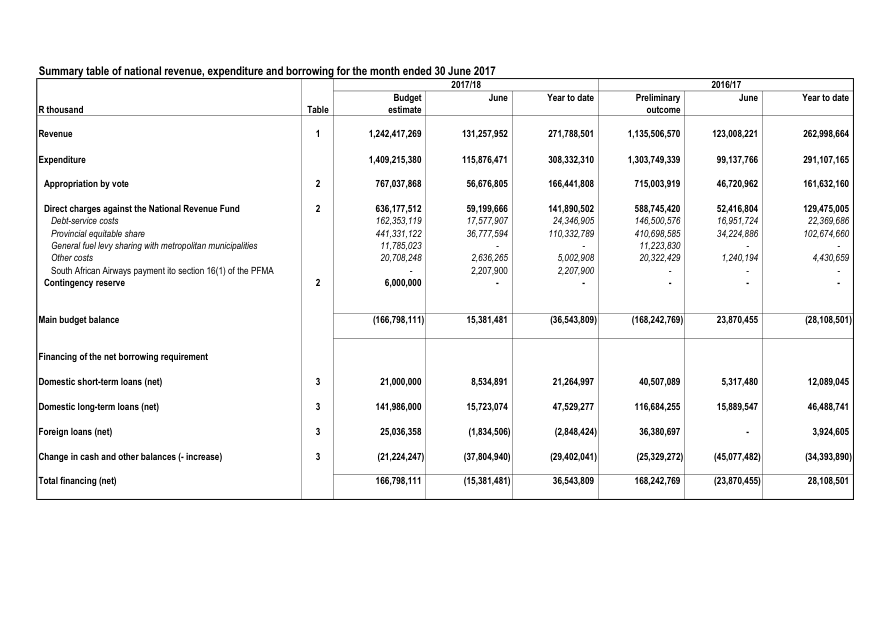 Summary table of national revenue, expenditure and borrowing for the month ended 30 June 2017
2017/18 2016/17
Budget June Year to date Preliminary June Year to date
R thousand Table estimate outcome
Revenue 1 1,242,417,269 131,257,952 271,788,501 1,135,506,570 123,008,221 262,998,664
Expenditure 1,409,215,380 115,876,471 308,332,310 1,303,749,339 99,137,766 291,107,165
Appropriation by vote 2 767,037,868 56,676,805 166,441,808 715,003,919 46,720,962 161,632,160
Direct charges against the National Revenue Fund 2 636,177,512 59,199,666 141,890,502 588,745,420 52,416,804 129,475,005
Debt-service costs 162,353,119 17,577,907 24,346,905 146,500,576 16,951,724 22,369,686
Provincial equitable share 441,331,122 36,777,594 110,332,789 410,698,585 34,224,886 102,674,660
General fuel levy sharing with metropolitan municipalities 11,785,023 - - 11,223,830 - -
Other costs 20,708,248 2,636,265 5,002,908 20,322,429 1,240,194 4,430,659
South African Airways payment ito section 16(1) of the PFMA - 2,207,900 2,207,900 - - -
Contingency reserve 2 6,000,000 - - - - -
Main budget balance (166,798,111) 15,381,481 (36,543,809) (168,242,769) 23,870,455 (28,108,501)
Financing of the net borrowing requirement
Domestic short-term loans (net) 3 21,000,000 8,534,891 21,264,997 40,507,089 5,317,480 12,089,045
Domestic long-term loans (net) 3 141,986,000 15,723,074 47,529,277 116,684,255 15,889,547 46,488,741
Foreign loans (net) 3 25,036,358 (1,834,506) (2,848,424) 36,380,697 - 3,924,605
Change in cash and other balances (- increase) 3 (21,224,247) (37,804,940) (29,402,041) (25,329,272) (45,077,482) (34,393,890)
Total financing (net) 166,798,111 (15,381,481) 36,543,809 168,242,769 (23,870,455) 28,108,501